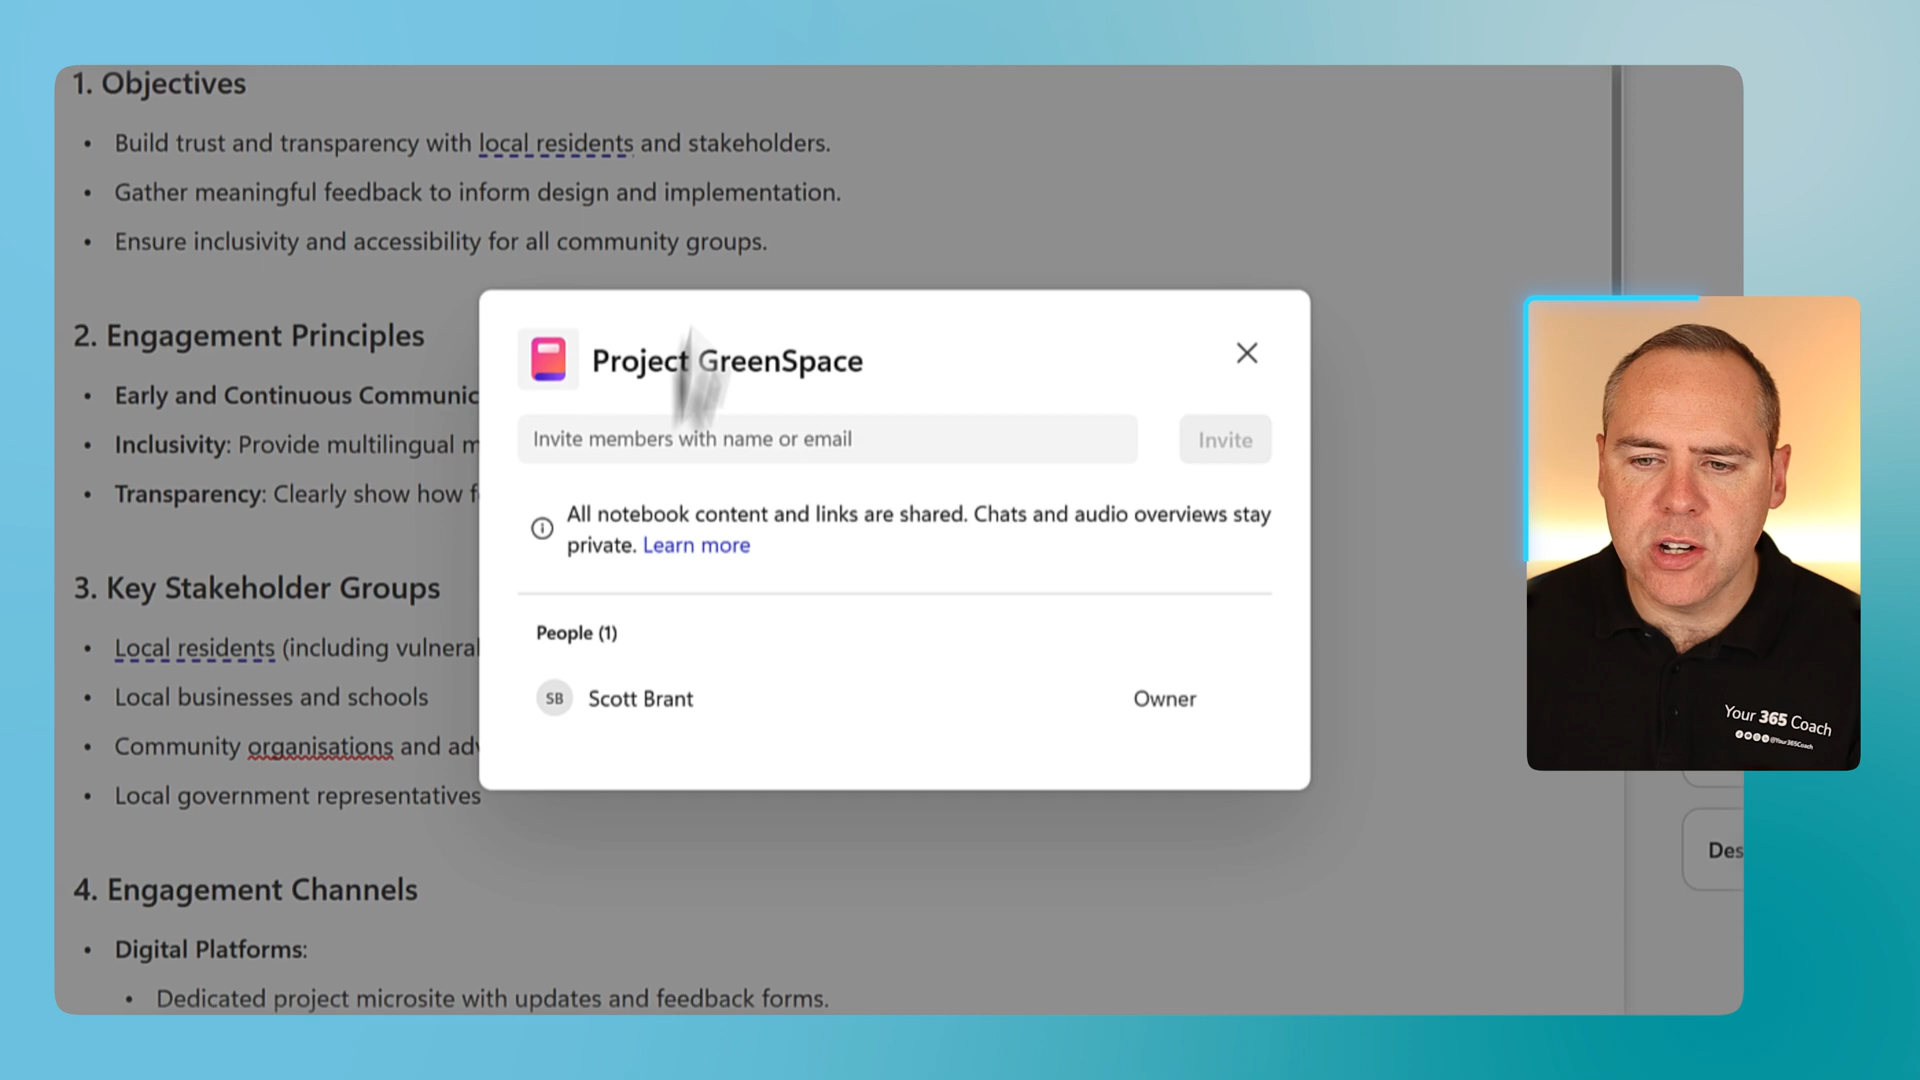 1. Objectives
• Build trust and transparency with local residents and stakeholders.
• Gather meaningful feedback to inform design and implementation.
• Ensure inclusivity and accessibility for all community groups.
2. Engagement Principles
• Early and Continuous Communic
• Inclusivity: Provide multilingual m
• Transparency: Clearly show how f
3. Key Stakeholder Groups
• Local residents (including vulneral
• Local businesses and schools
• Community organisations and adv
• Local government representatives
4. Engagement Channels
• Digital Platforms:
• Dedicated project microsite with updates and feedback forms.
Project GreenSpace
Invite members with name or email
Invite
All notebook content and links are shared. Chats and audio overviews stay
private. Learn more
People (1)
SB Scott Brant Owner
Des
Your 365 Coach
@Your365Coach